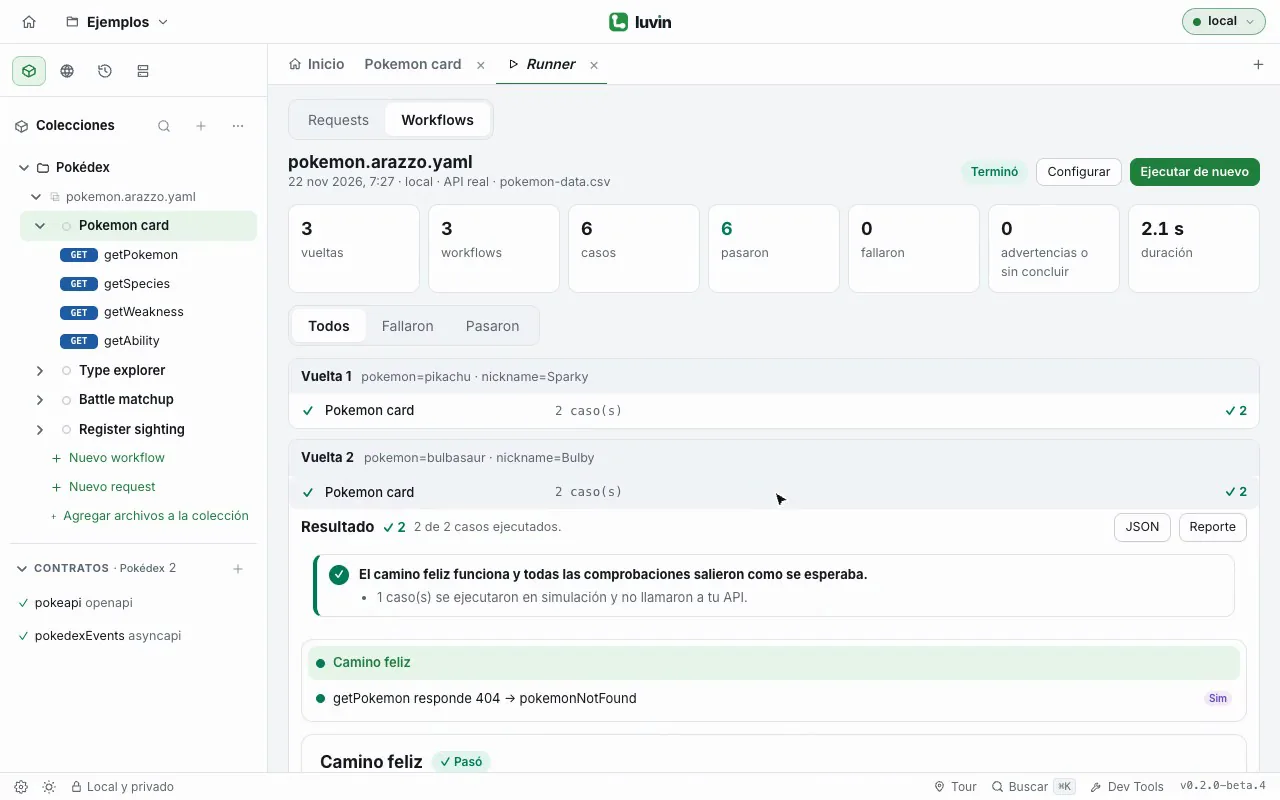 Ejemplos
luvin
local
Inicio
Pokemon card
Runner
Colecciones
Requests
Workflows
Pokédex
pokemon.arazzo.yaml
Pokemon card
GET getPokemon
GET getSpecies
GET getWeakness
GET getAbility
Type explorer
Battle matchup
Register sighting
+ Nuevo workflow
+ Nuevo request
+ Agregar archivos a la colección
CONTRATOS · Pokédex 2
pokeapi openapi
pokedexEvents asyncapi
pokemon.arazzo.yaml
22 nov 2026, 7:27 · local · API real · pokemon-data.csv
Terminó
Configurar
Ejecutar de nuevo
3
vueltas
3
workflows
6
casos
6
pasaron
0
fallaron
0
advertencias o
sin concluir
2.1 s
duración
Todos
Fallaron
Pasaron
Vuelta 1 pokemon=pikachu · nickname=Sparky
Pokemon card 2 caso(s) ✓ 2
Vuelta 2 pokemon=bulbasaur · nickname=Bulby
Pokemon card 2 caso(s) ✓ 2
Resultado ✓ 2 2 de 2 casos ejecutados.
JSON
Reporte
El camino feliz funciona y todas las comprobaciones salieron como se esperaba.
• 1 caso(s) se ejecutaron en simulación y no llamaron a tu API.
Camino feliz
getPokemon responde 404 → pokemonNotFound
Sim
Camino feliz ✓ Pasó
Local y privado
Tour
Buscar ⌘K
Dev Tools
v0.2.0-beta.4